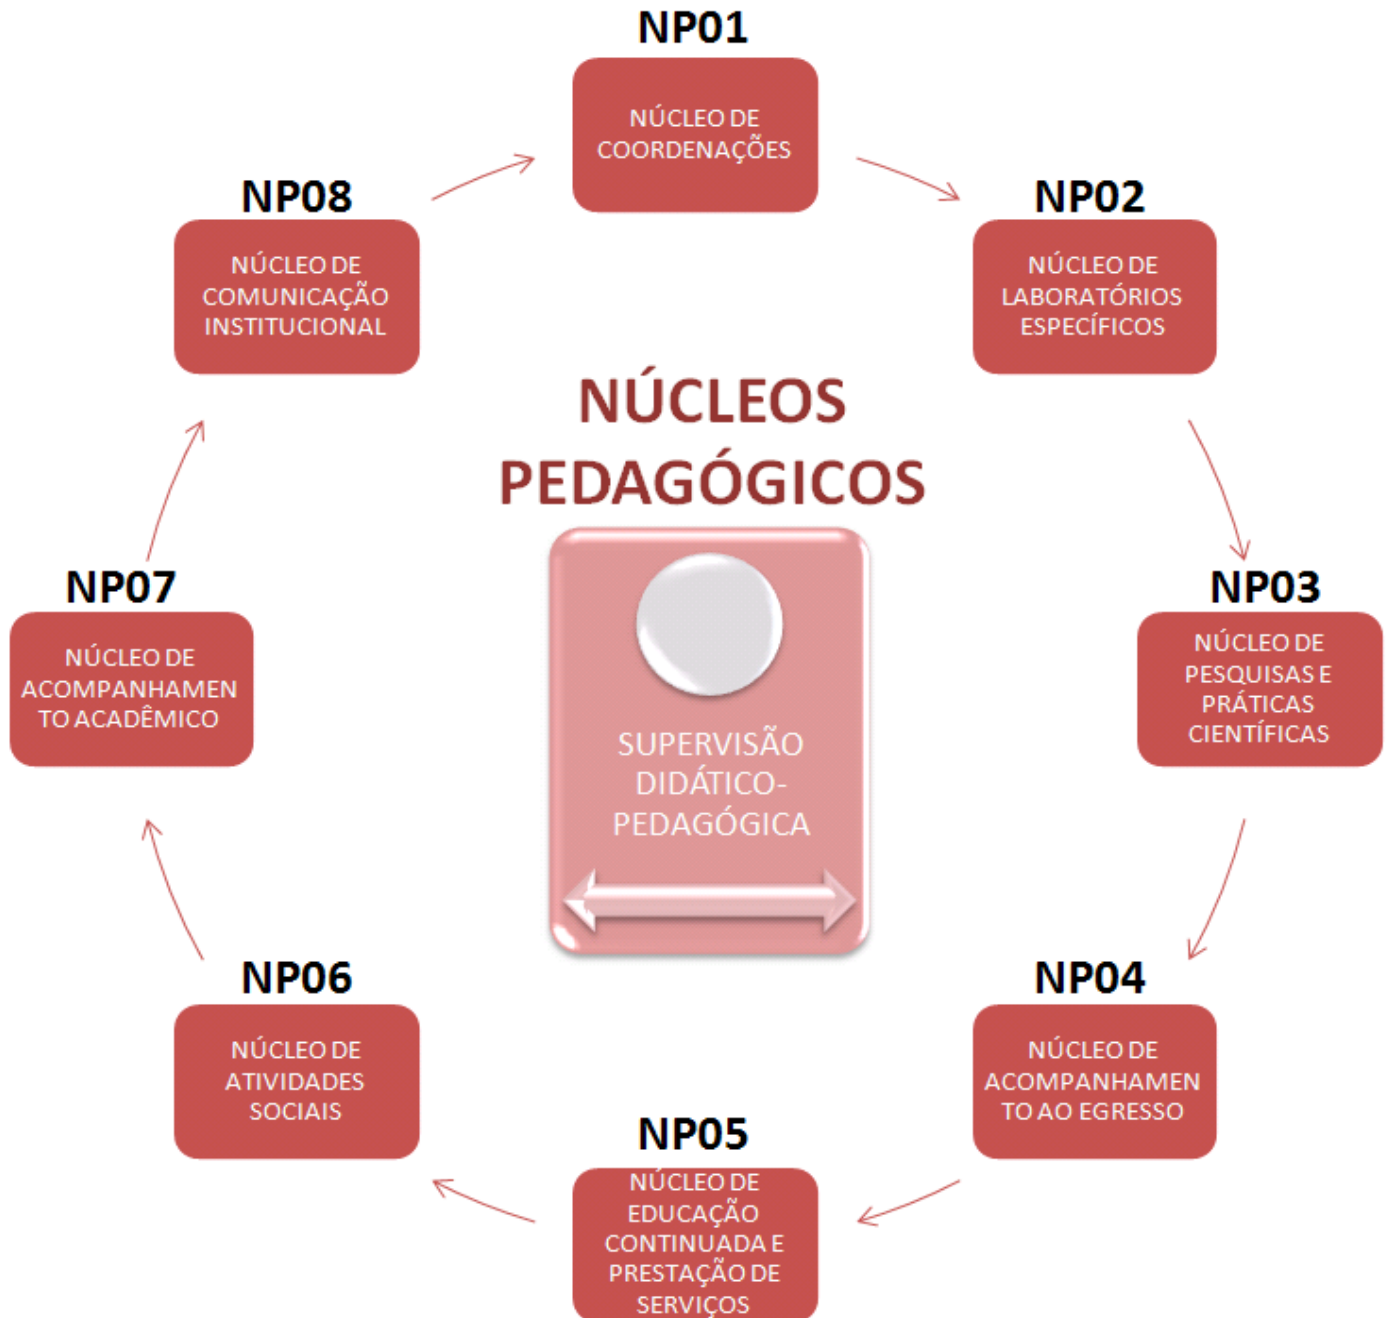 NP01
NÚCLEO DE
COORDENAÇÕES
NP02
NÚCLEO DE
LABORATÓRIOS
ESPECÍFICOS
NP03
NÚCLEO DE
PESQUISAS E
PRÁTICAS
CIENTÍFICAS
NP04
NÚCLEO DE
ACOMPANHAMEN
TO AO EGRESSO
NP05
NÚCLEO DE
EDUCAÇÃO
CONTINUADA E
PRESTAÇÃO DE
SERVIÇOS
NP06
NÚCLEO DE
ATIVIDADES
SOCIAIS
NP07
NÚCLEO DE
ACOMPANHAMEN
TO ACADÊMICO
NP08
NÚCLEO DE
COMUNICAÇÃO
INSTITUCIONAL
NÚCLEOS
PEDAGÓGICOS
SUPERVISÃO
DIDÁTICO-
PEDAGÓGICA